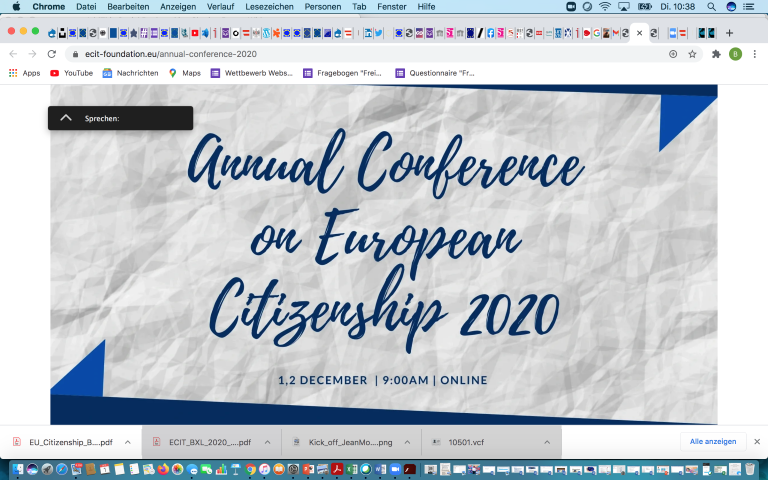 Chrome Datei Bearbeiten Anzeigen Verlauf Lesezeichen Personen Tab Fenster Hilfe Di. 10:38
ecit-foundation.eu/annual-conference-2020
Apps YouTube Nachrichten Maps Wettbewerb Webs... Fragebogen "Frei... Questionnaire "Fr...
Sprechen:
Annual Conference
on European
Citizenship 2020
1,2 DECEMBER | 9:00AM | ONLINE
EU_Citizenship_B....pdf ECIT_BXL_2020_....pdf Kick_off_JeanMo....png 10501.vcf Alle anzeigen